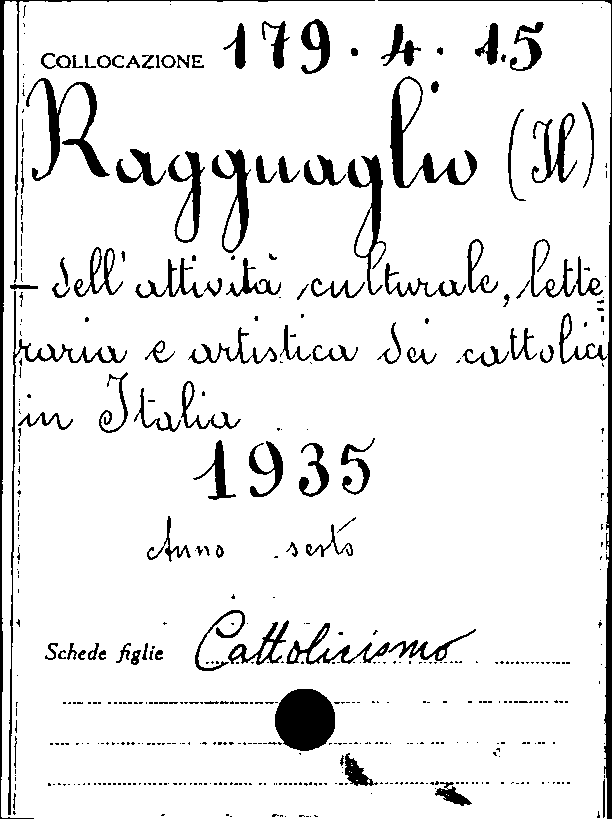 COLLOCAZIONE 179.4.15
Ragguaglio (Il)
- dell'attività culturale, lette
raria e artistica dei cattolici
in Italia
1935
Anno sesto
Schede figlie Cattolicismo